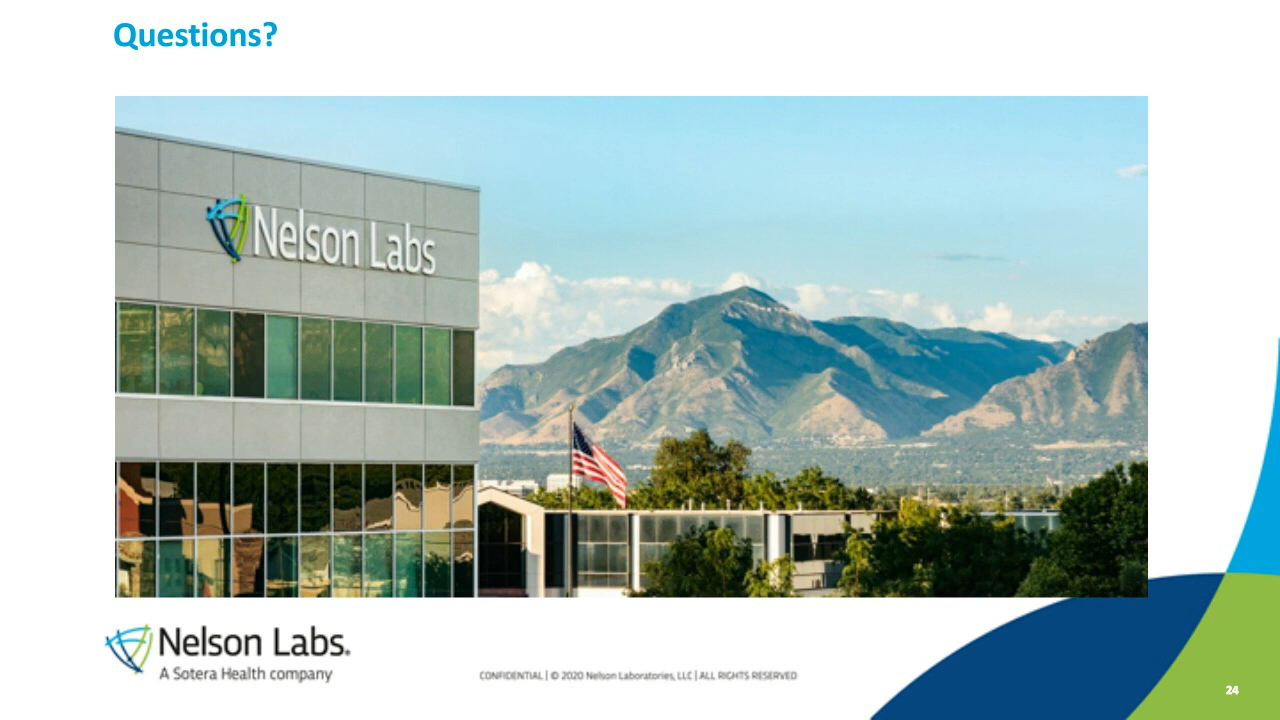 Questions?
Nelson Labs
Nelson Labs.
A Sotera Health company
CONFIDENTIAL | © 2020 Nelson Laboratories, LLC | ALL RIGHTS RESERVED
24